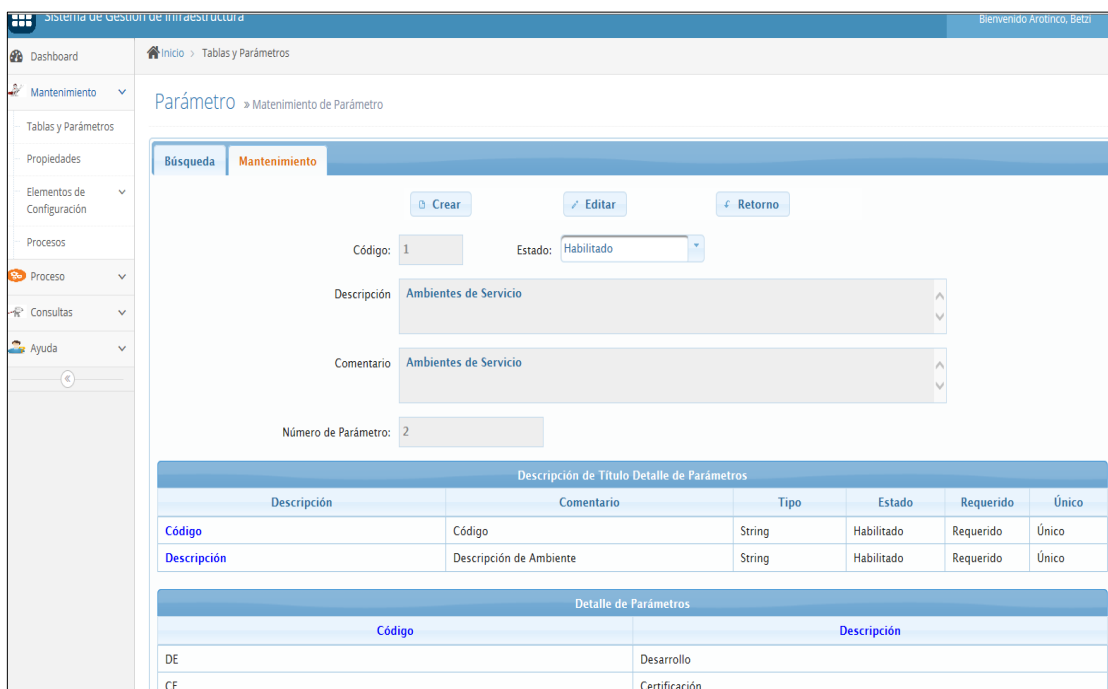 Sistema de Gestión de Infraestructura
Bienvenido Arotinco, Betzi
Dashboard
Mantenimiento
Tablas y Parámetros
Propiedades
Elementos de
Configuración
Procesos
Proceso
Consultas
Ayuda
Inicio > Tablas y Parámetros
Parámetro » Matenimiento de Parámetro
Búsqueda Mantenimiento
Crear Editar Retorno
Código: 1 Estado: Habilitado
Descripción Ambientes de Servicio
Comentario Ambientes de Servicio
Número de Parámetro: 2
Descripción de Título Detalle de Parámetros
Descripción Comentario Tipo Estado Requerido Único
Código Código String Habilitado Requerido Único
Descripción Descripción de Ambiente String Habilitado Requerido Único
Detalle de Parámetros
Código Descripción
DE Desarrollo
CE Certificación